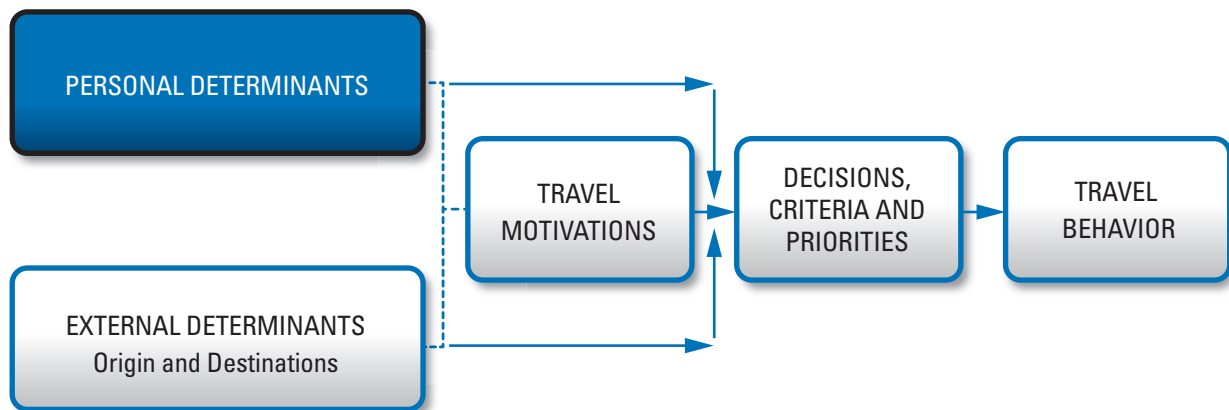 PERSONAL DETERMINANTS
TRAVEL
MOTIVATIONS
DECISIONS,
CRITERIA AND
PRIORITIES
TRAVEL
BEHAVIOR
EXTERNAL DETERMINANTS
Origin and Destinations